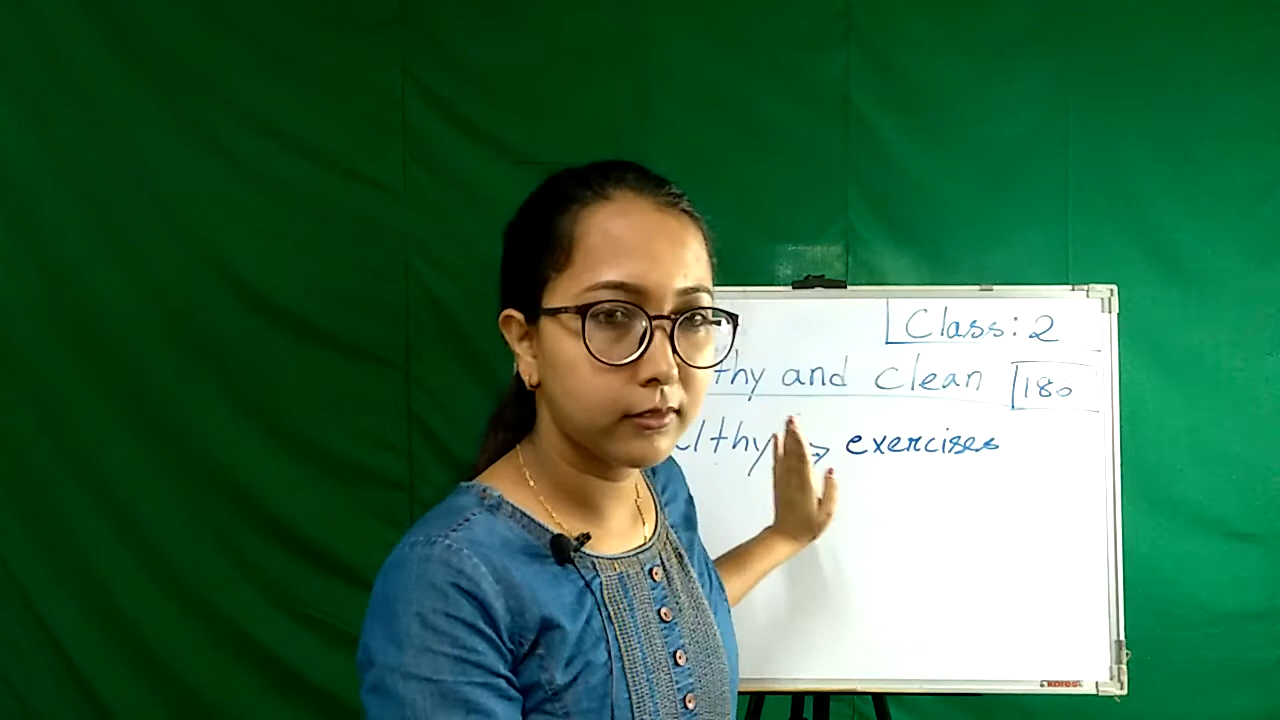 Class: 2
thy and clean 180
lthy → exercises